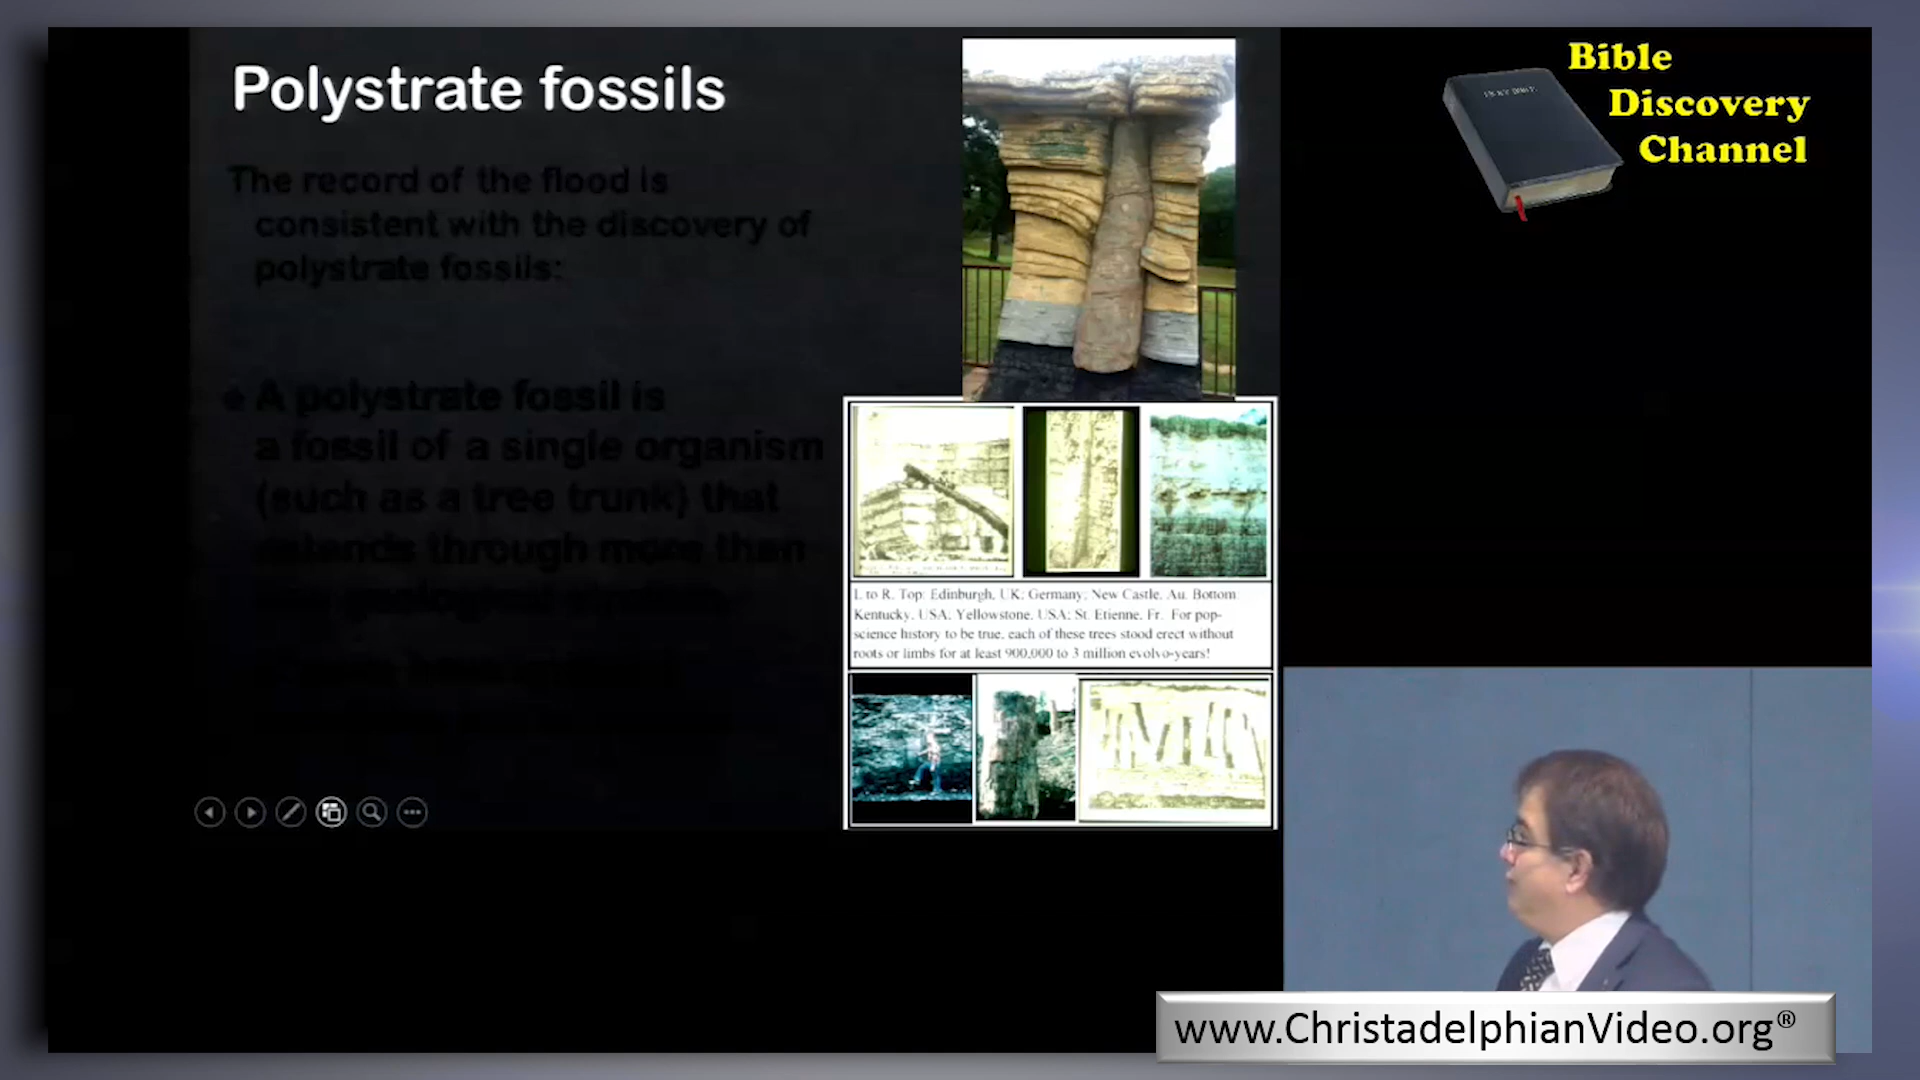 Polystrate fossils
The record of the flood is
consistent with the discovery of
polystrate fossils:
A polystrate fossil is
a fossil of a single organism
(such as a tree trunk) that
extends through more than
L to R, Top: Edinburgh, UK; Germany; New Castle, Au. Bottom
Kentucky, USA, Yellowstone, USA; St. Etienne, Fr. For pop-
science history to be true, each of these trees stood erect without
roots or limbs for at least 900,000 to 3 million evolvo-years!
Bible
Discovery
Channel
HOLY BIBLE
www.ChristadelphianVideo.org®